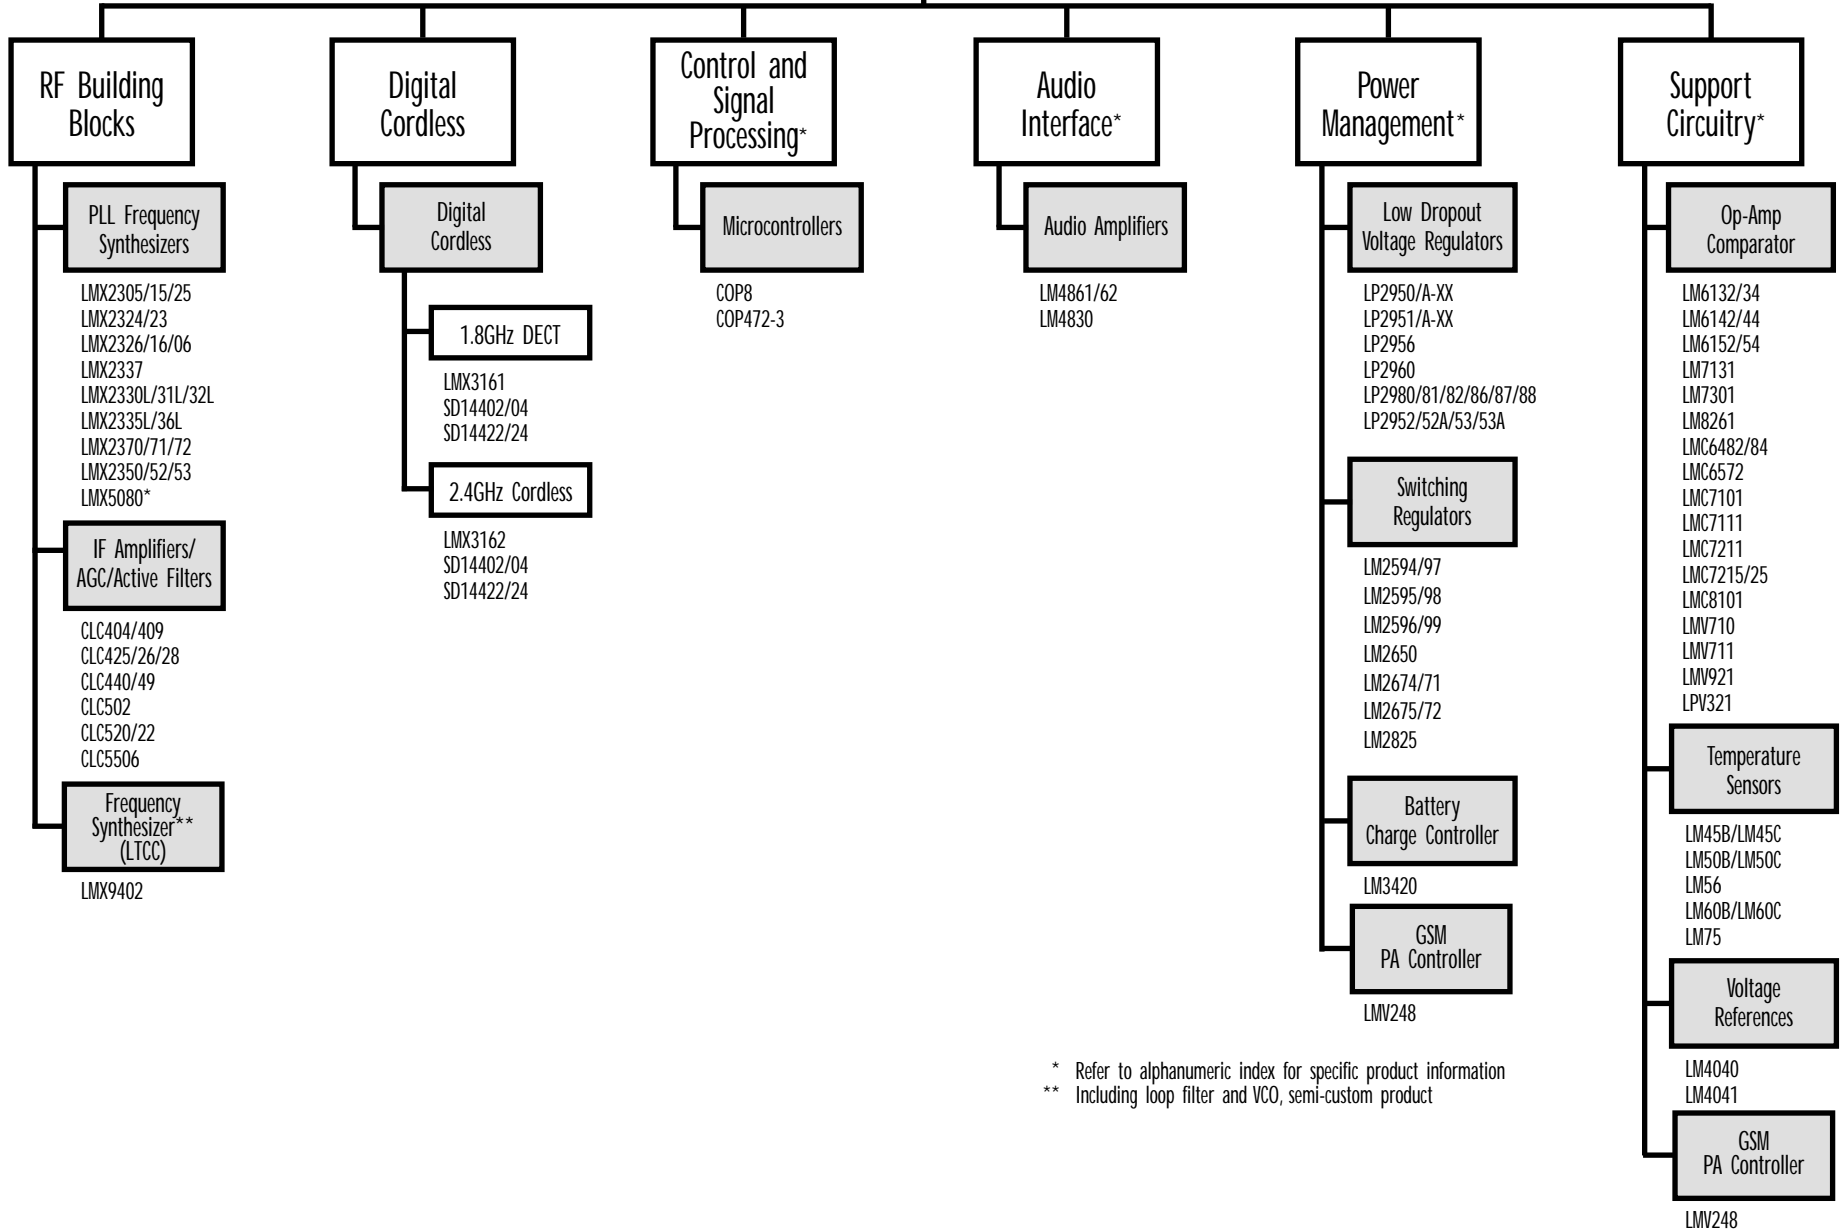 RF Building
Blocks
PLL Frequency
Synthesizers
LMX2305/15/25
LMX2324/23
LMX2326/16/06
LMX2337
LMX2330L/31L/32L
LMX2335L/36L
LMX2370/71/72
LMX2350/52/53
LMX5080*
IF Amplifiers/
AGC/Active Filters
CLC404/409
CLC425/26/28
CLC440/49
CLC502
CLC520/22
CLC5506
Frequency
Synthesizer**
(LTCC)
LMX9402
Digital
Cordless
Digital
Cordless
1.8GHz DECT
LMX3161
SD14402/04
SD14422/24
2.4GHz Cordless
LMX3162
SD14402/04
SD14422/24
Control and
Signal
Processing*
Microcontrollers
COP8
COP472-3
Audio
Interface*
Audio Amplifiers
LM4861/62
LM4830
Power
Management*
Low Dropout
Voltage Regulators
LP2950/A-XX
LP2951/A-XX
LP2956
LP2960
LP2980/81/82/86/87/88
LP2952/52A/53/53A
Switching
Regulators
LM2594/97
LM2595/98
LM2596/99
LM2650
LM2674/71
LM2675/72
LM2825
Battery
Charge Controller
LM3420
GSM
PA Controller
LMV248
Support
Circuitry*
Op-Amp
Comparator
LM6132/34
LM6142/44
LM6152/54
LM7131
LM7301
LM8261
LMC6482/84
LMC6572
LMC7101
LMC7111
LMC7211
LMC7215/25
LMC8101
LMV710
LMV711
LMV921
LPV321
Temperature
Sensors
LM45B/LM45C
LM50B/LM50C
LM56
LM60B/LM60C
LM75
Voltage
References
LM4040
LM4041
GSM
PA Controller
LMV248
* Refer to alphanumeric index for specific product information
** Including loop filter and VCO, semi-custom product